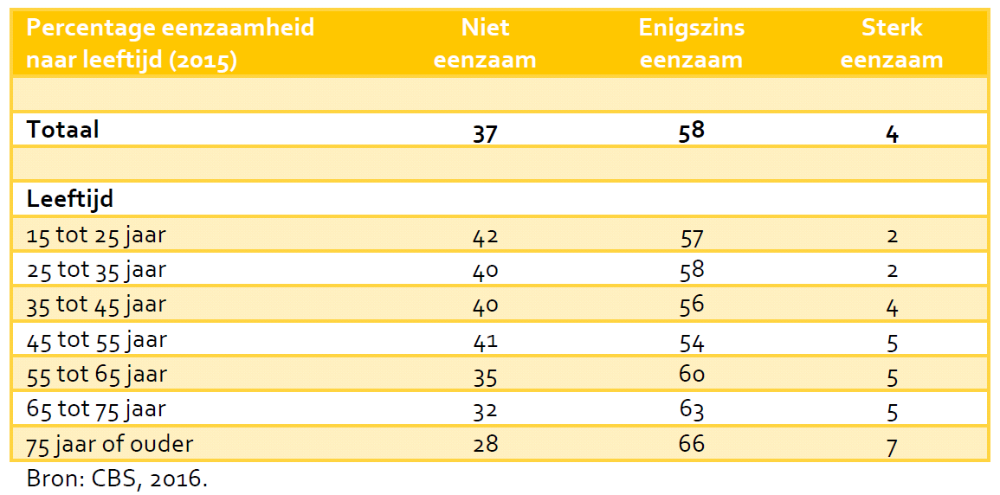 Percentage eenzaamheid naar leeftijd (2015) Niet eenzaam Enigszins eenzaam Sterk eenzaam
Totaal 37 58 4
Leeftijd
15 tot 25 jaar 42 57 2
25 tot 35 jaar 40 58 2
35 tot 45 jaar 40 56 4
45 tot 55 jaar 41 54 5
55 tot 65 jaar 35 60 5
65 tot 75 jaar 32 63 5
75 jaar of ouder 28 66 7
Bron: CBS, 2016.